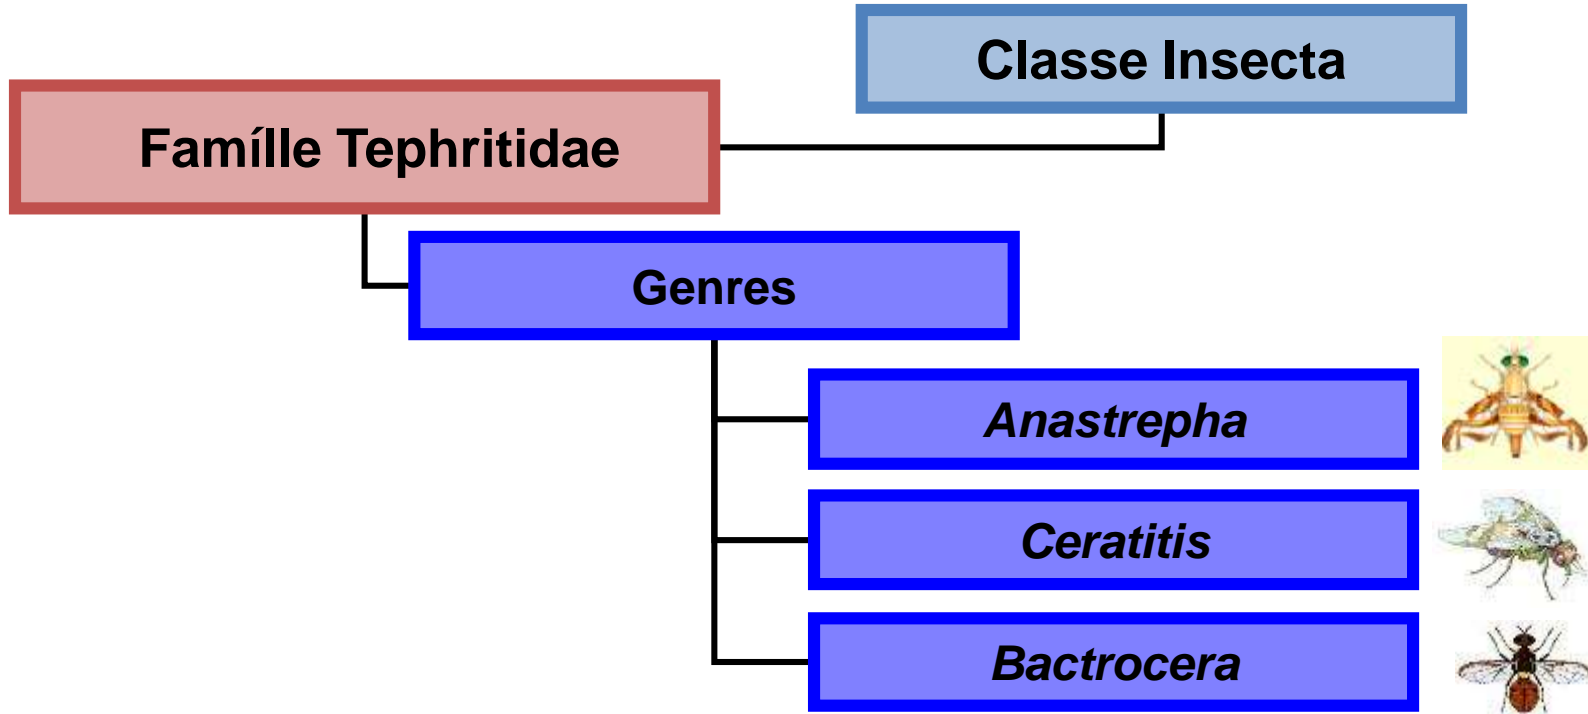 Classe Insecta
Famílle Tephritidae
Genres
Anastrepha
Ceratitis
Bactrocera